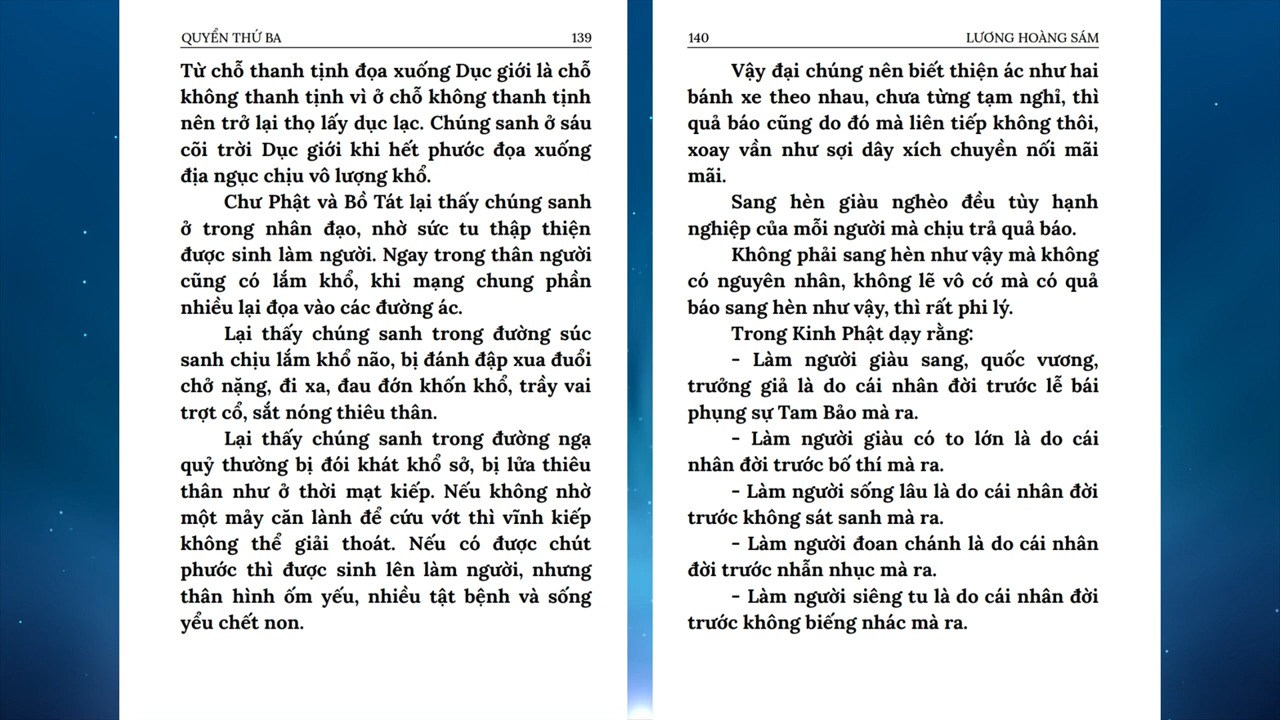 QUYỂN THỨ BA 139
Từ chỗ thanh tịnh đọa xuống Dục giới là chỗ
không thanh tịnh vì ở chỗ không thanh tịnh
nên trở lại thọ lấy dục lạc. Chúng sanh ở sáu
cõi trời Dục giới khi hết phước đọa xuống
địa ngục chịu vô lượng khổ.
Chư Phật và Bồ Tát lại thấy chúng sanh
ở trong nhân đạo, nhờ sức tu thập thiện
được sinh làm người. Ngay trong thân người
cũng có lắm khổ, khi mạng chung phần
nhiều lại đọa vào các đường ác.
Lại thấy chúng sanh trong đường súc
sanh chịu lắm khổ não, bị đánh đập xua đuổi
chở nặng, đi xa, đau đớn khốn khổ, trầy vai
trợt cổ, sắt nóng thiêu thân.
Lại thấy chúng sanh trong đường ngạ
quỷ thường bị đói khát khổ sở, bị lửa thiêu
thân như ở thời mạt kiếp. Nếu không nhờ
một mảy căn lành để cứu vớt thì vĩnh kiếp
không thể giải thoát. Nếu có được chút
phước thì được sinh lên làm người, nhưng
thân hình ốm yếu, nhiều tật bệnh và sống
yểu chết non.
140 LƯƠNG HOÀNG SÁM
Vậy đại chúng nên biết thiện ác như hai
bánh xe theo nhau, chưa từng tạm nghỉ, thì
quả báo cũng do đó mà liên tiếp không thôi,
xoay vần như sợi dây xích chuyền nối mãi
mãi.
Sang hèn giàu nghèo đều tùy hạnh
nghiệp của mỗi người mà chịu trả quả báo.
Không phải sang hèn như vậy mà không
có nguyên nhân, không lẽ vô cớ mà có quả
báo sang hèn như vậy, thì rất phi lý.
Trong Kinh Phật dạy rằng:
- Làm người giàu sang, quốc vương,
trưởng giả là do cái nhân đời trước lễ bái
phụng sự Tam Bảo mà ra.
- Làm người giàu có to lớn là do cái
nhân đời trước bố thí mà ra.
- Làm người sống lâu là do cái nhân đời
trước không sát sanh mà ra.
- Làm người đoan chánh là do cái nhân
đời trước nhẫn nhục mà ra.
- Làm người siêng tu là do cái nhân đời
trước không biếng nhác mà ra.